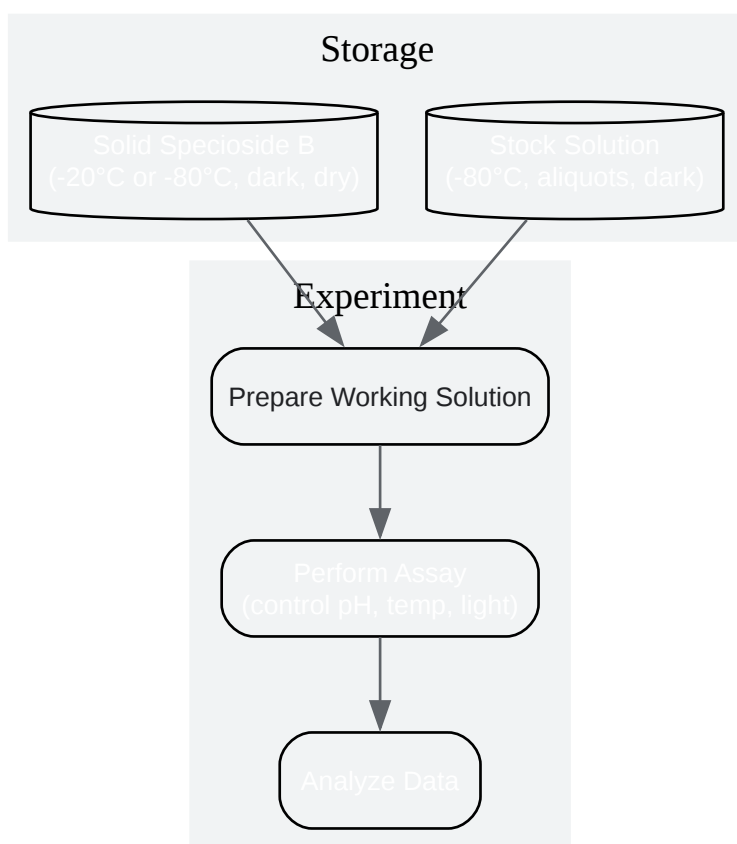 Storage
Solid Specioside B
(-20°C or -80°C, dark, dry)
Stock Solution
(-80°C, aliquots, dark)
Experiment
Prepare Working Solution
Perform Assay
(control pH, temp, light)
Analyze Data